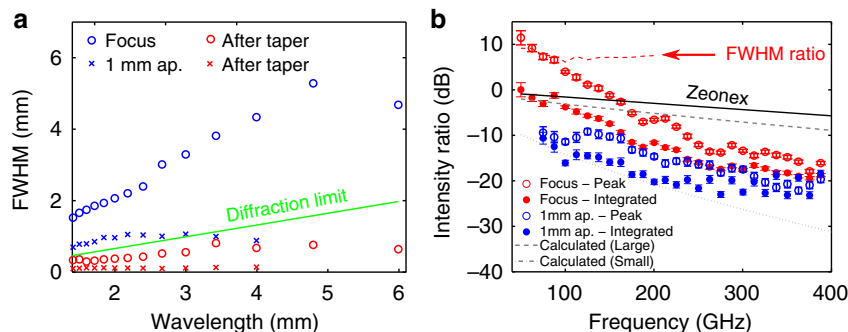 a
6
4
2
0
FWHM (mm)
Focus
After taper
1 mm ap.
After taper
Diffraction limit
2
3
4
5
6
Wavelength (mm)
b
10
0
−10
−20
−30
−40
Intensity ratio (dB)
FWHM ratio
Zeonex
Focus – Peak
Focus – Integrated
1mm ap. – Peak
1mm ap. – Integrated
Calculated (Large)
Calculated (Small)
100
200
300
400
Frequency (GHz)